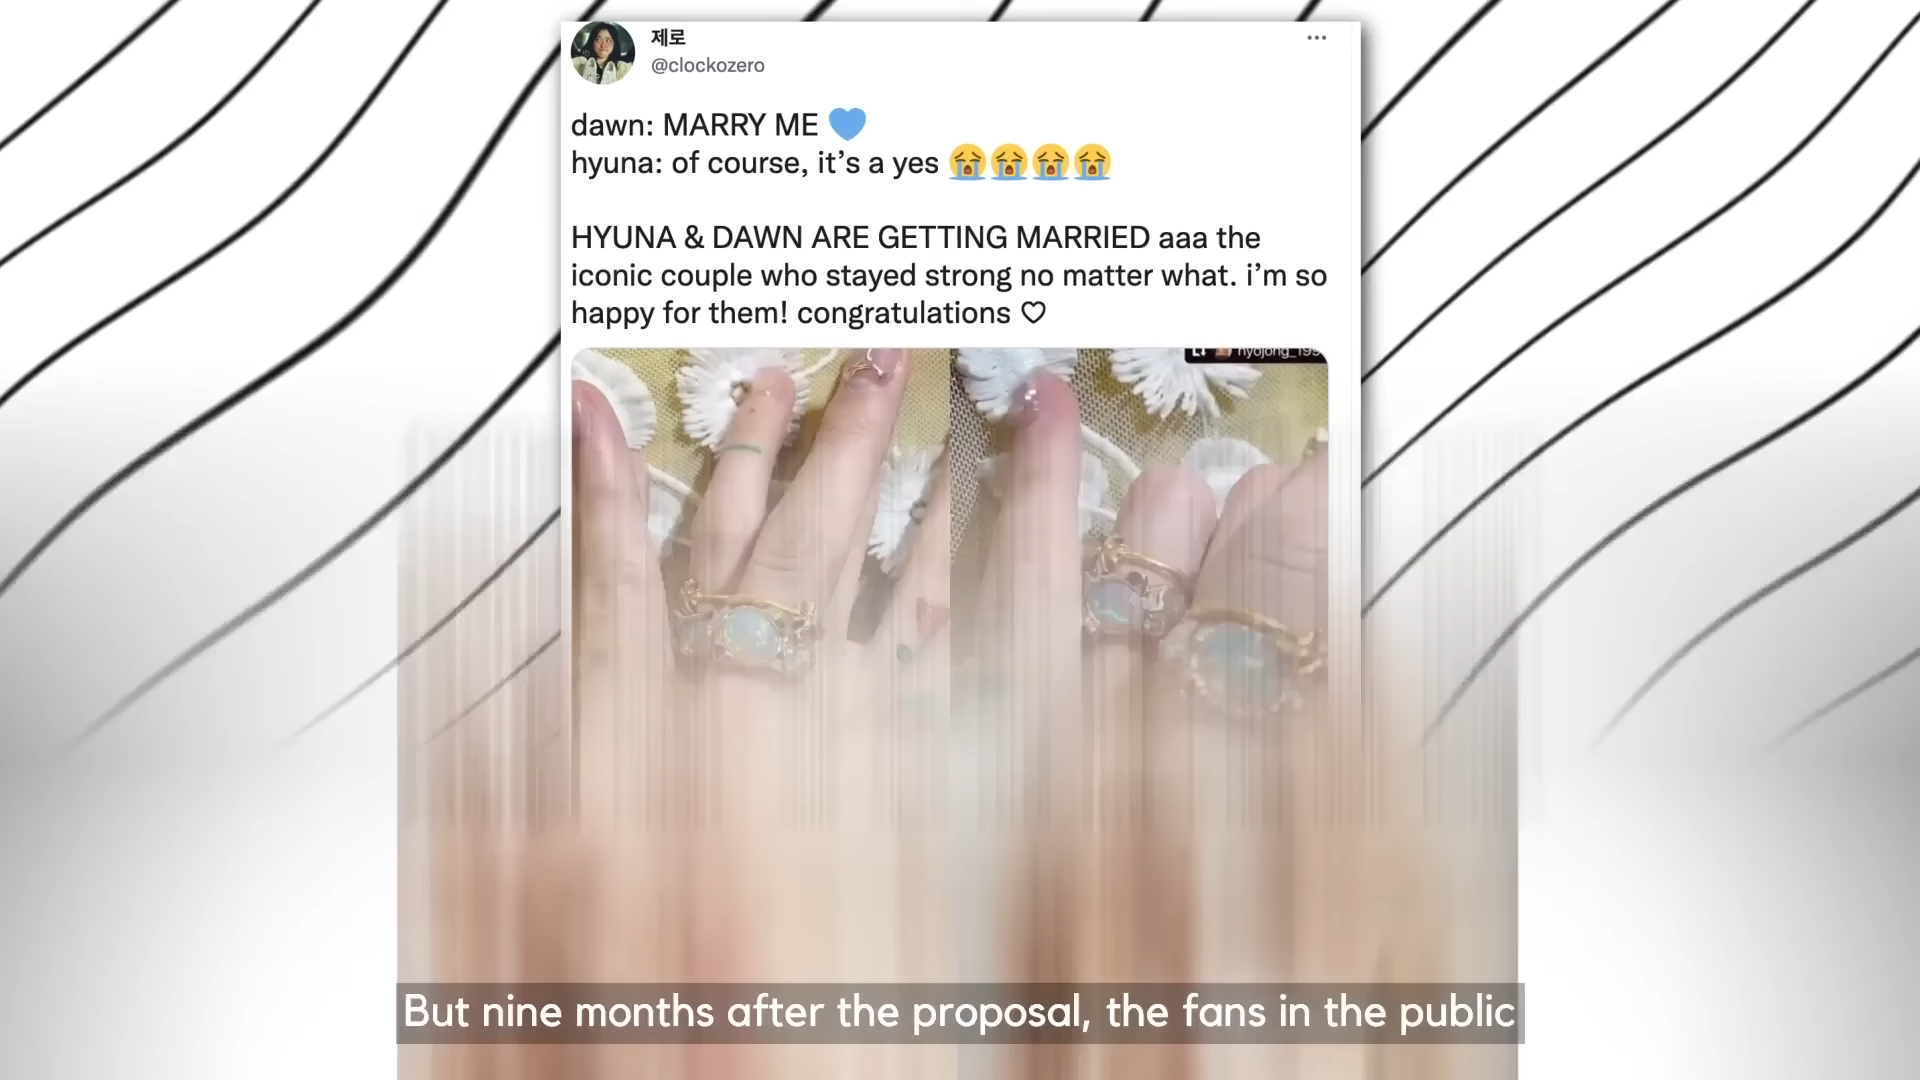 제로
@clockozero
dawn: MARRY ME 💙
hyuna: of course, it’s a yes 😭😭😭😭
HYUNA & DAWN ARE GETTING MARRIED aaa the
iconic couple who stayed strong no matter what. i’m so
happy for them! congratulations ♡
But nine months after the proposal, the fans in the public